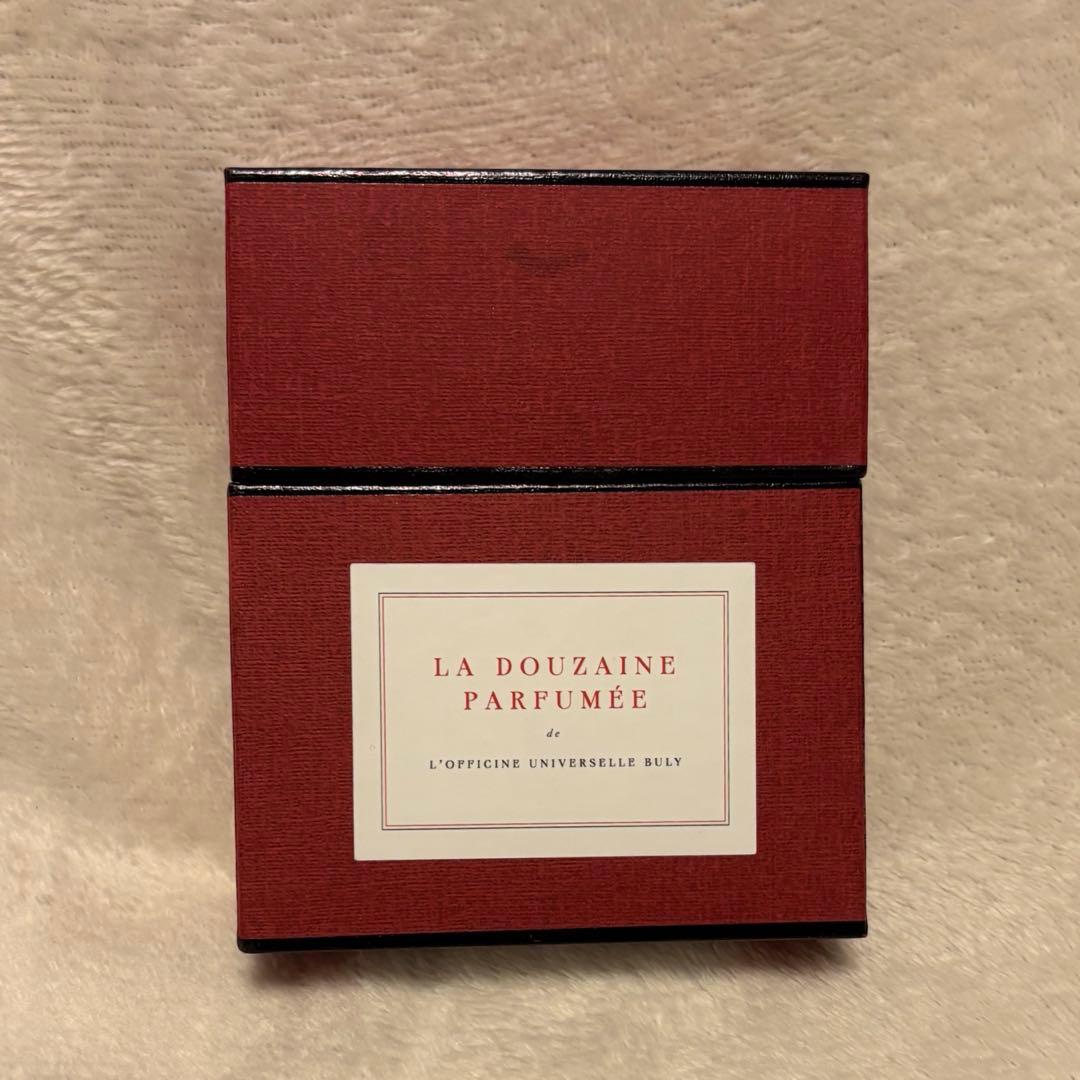 LA DOUZAINE
PARFUMÉE
de
L'OFFICINE UNIVERSELLE BULY